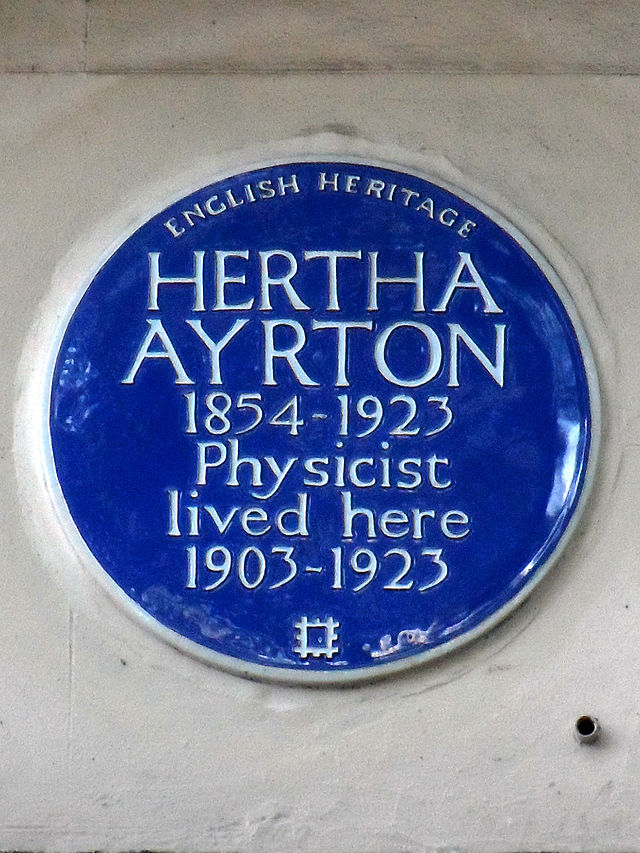 ENGLISH HERITAGE
HERTHA
AYRTON
1854-1923
Physicist
lived here
1903-1923